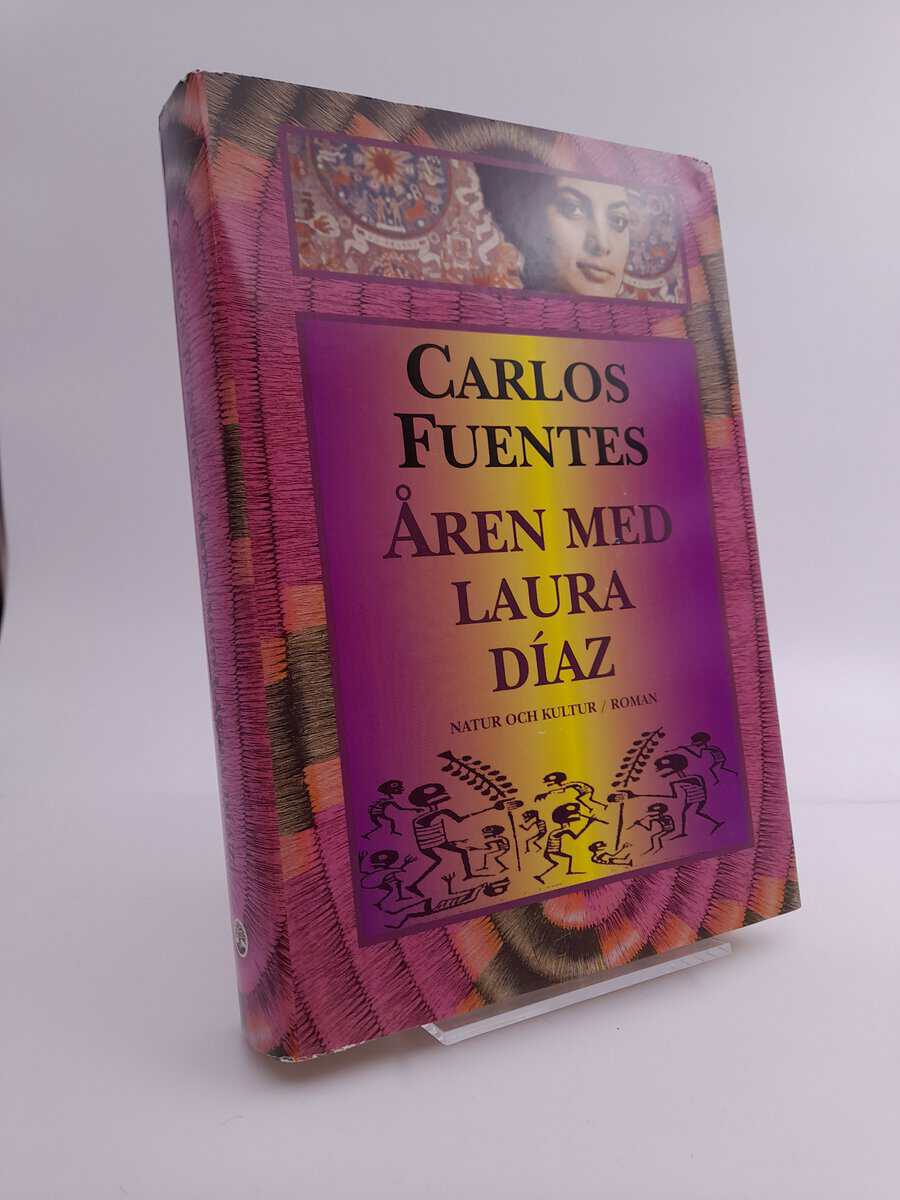 CARLOS
FUENTES
ÅREN MED
LAURA
DÍAZ
NATUR OCH KULTUR / ROMAN